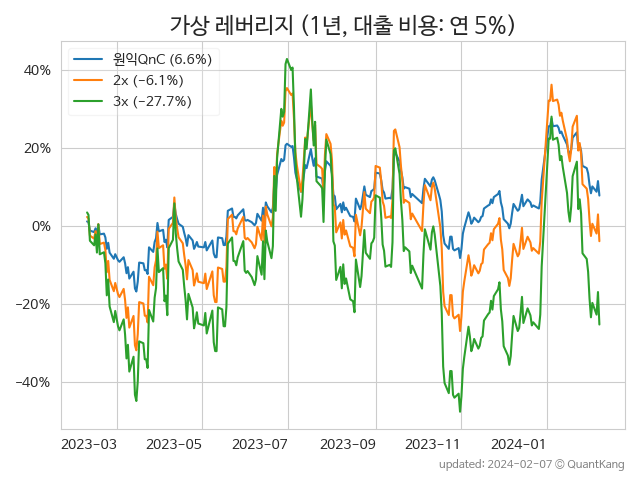 가상 레버리지 (1년, 대출 비용: 연 5%)
원익QnC (6.6%)
2x (−6.1%)
3x (−27.7%)
40%
20%
0%
−20%
−40%
2023-03 2023-05 2023-07 2023-09 2023-11 2024-01
updated: 2024-02-07 © QuantKang